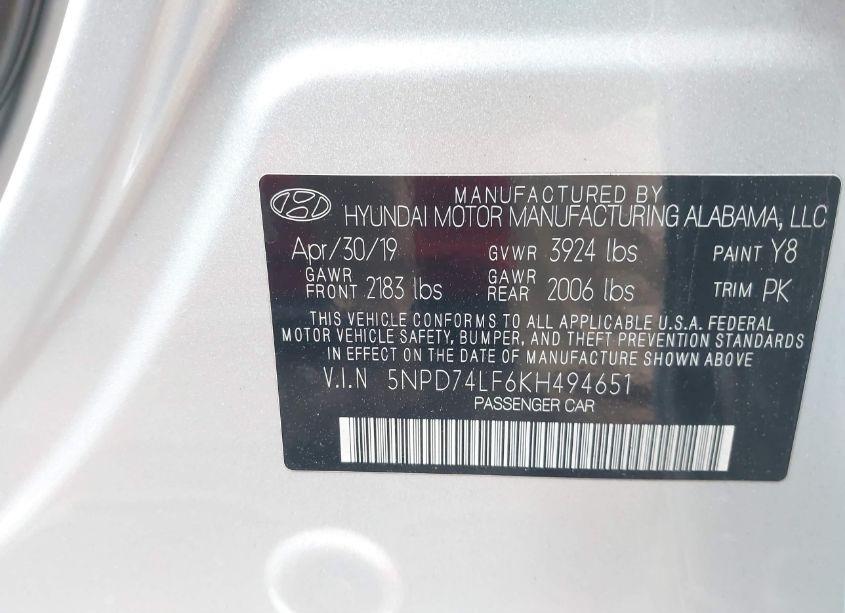 MANUFACTURED BY
HYUNDAI MOTOR MANUFACTURING ALABAMA, LLC
Apr/30/19 GVWR 3924 lbs PAINT Y8
GAWR FRONT 2183 lbs GAWR REAR 2006 lbs TRIM PK
THIS VEHICLE CONFORMS TO ALL APPLICABLE U.S.A. FEDERAL
MOTOR VEHICLE SAFETY, BUMPER, AND THEFT PREVENTION STANDARDS
IN EFFECT ON THE DATE OF MANUFACTURE SHOWN ABOVE
V.I.N 5NPD74LF6KH494651
PASSENGER CAR